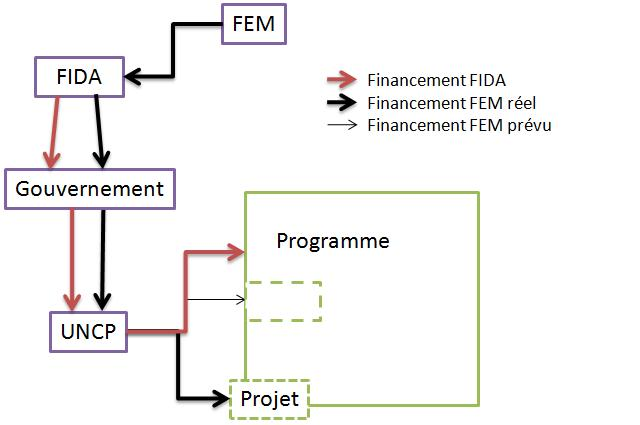 FEM
FIDA
Financement FIDA
Financement FEM réel
Financement FEM prévu
Gouvernement
Programme
UNCP
Projet